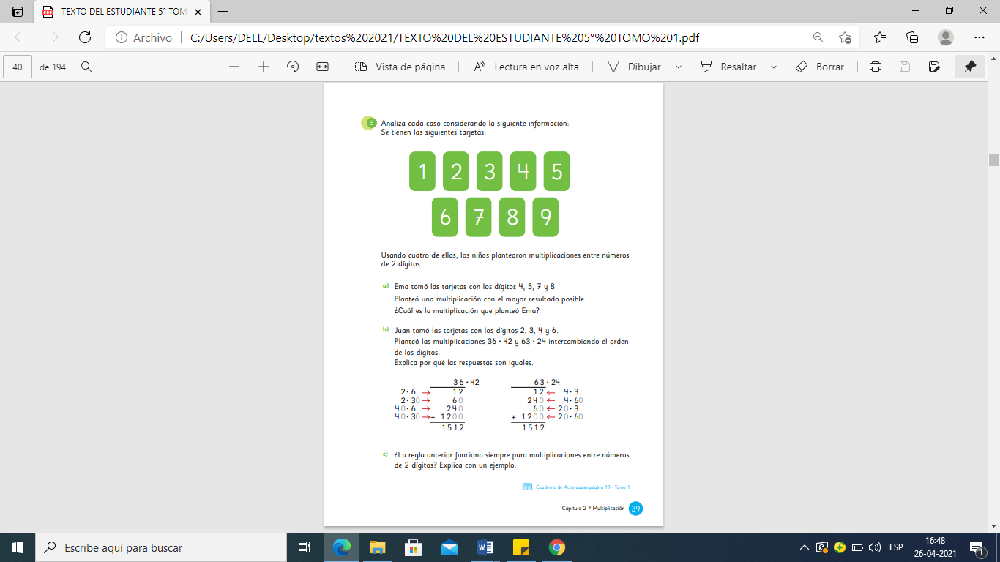 TEXTO DEL ESTUDIANTE 5° TOM
Archivo C:/Users/DELL/Desktop/textos%202021/TEXTO%20DEL%20ESTUDIANTE%205°%20TOMO%201.pdf
40 de 194 Vista de página Lectura en voz alta Dibujar Resaltar Borrar
5 Analiza cada caso considerando la siguiente información:
Se tienen las siguientes tarjetas:
1 2 3 4 5
6 7 8 9
Usando cuatro de ellas, los niños plantearon multiplicaciones entre números
de 2 dígitos.
a) Ema tomó las tarjetas con los dígitos 4, 5, 7 y 8.
Planteó una multiplicación con el mayor resultado posible.
¿Cuál es la multiplicación que planteó Ema?
b) Juan tomó las tarjetas con los dígitos 2, 3, 4 y 6.
Planteó las multiplicaciones 36 • 42 y 63 • 24 intercambiando el orden
de los dígitos.
Explica por qué las respuestas son iguales.
36 • 42 63 • 24
2 • 6 → 12 12 ← 4 • 3
2 • 30 → 60 240 ← 4 • 60
40 • 6 → 240 60 ← 20 • 3
40 • 30 → + 1200 + 1200 ← 20 • 60
1512 1512
c) ¿La regla anterior funciona siempre para multiplicaciones entre números
de 2 dígitos? Explica con un ejemplo.
Cuaderno de Actividades página 19 • Tomo 1
Capítulo 2 • Multiplicación 39
Escribe aquí para buscar
ESP
16:48
26-04-2021
1